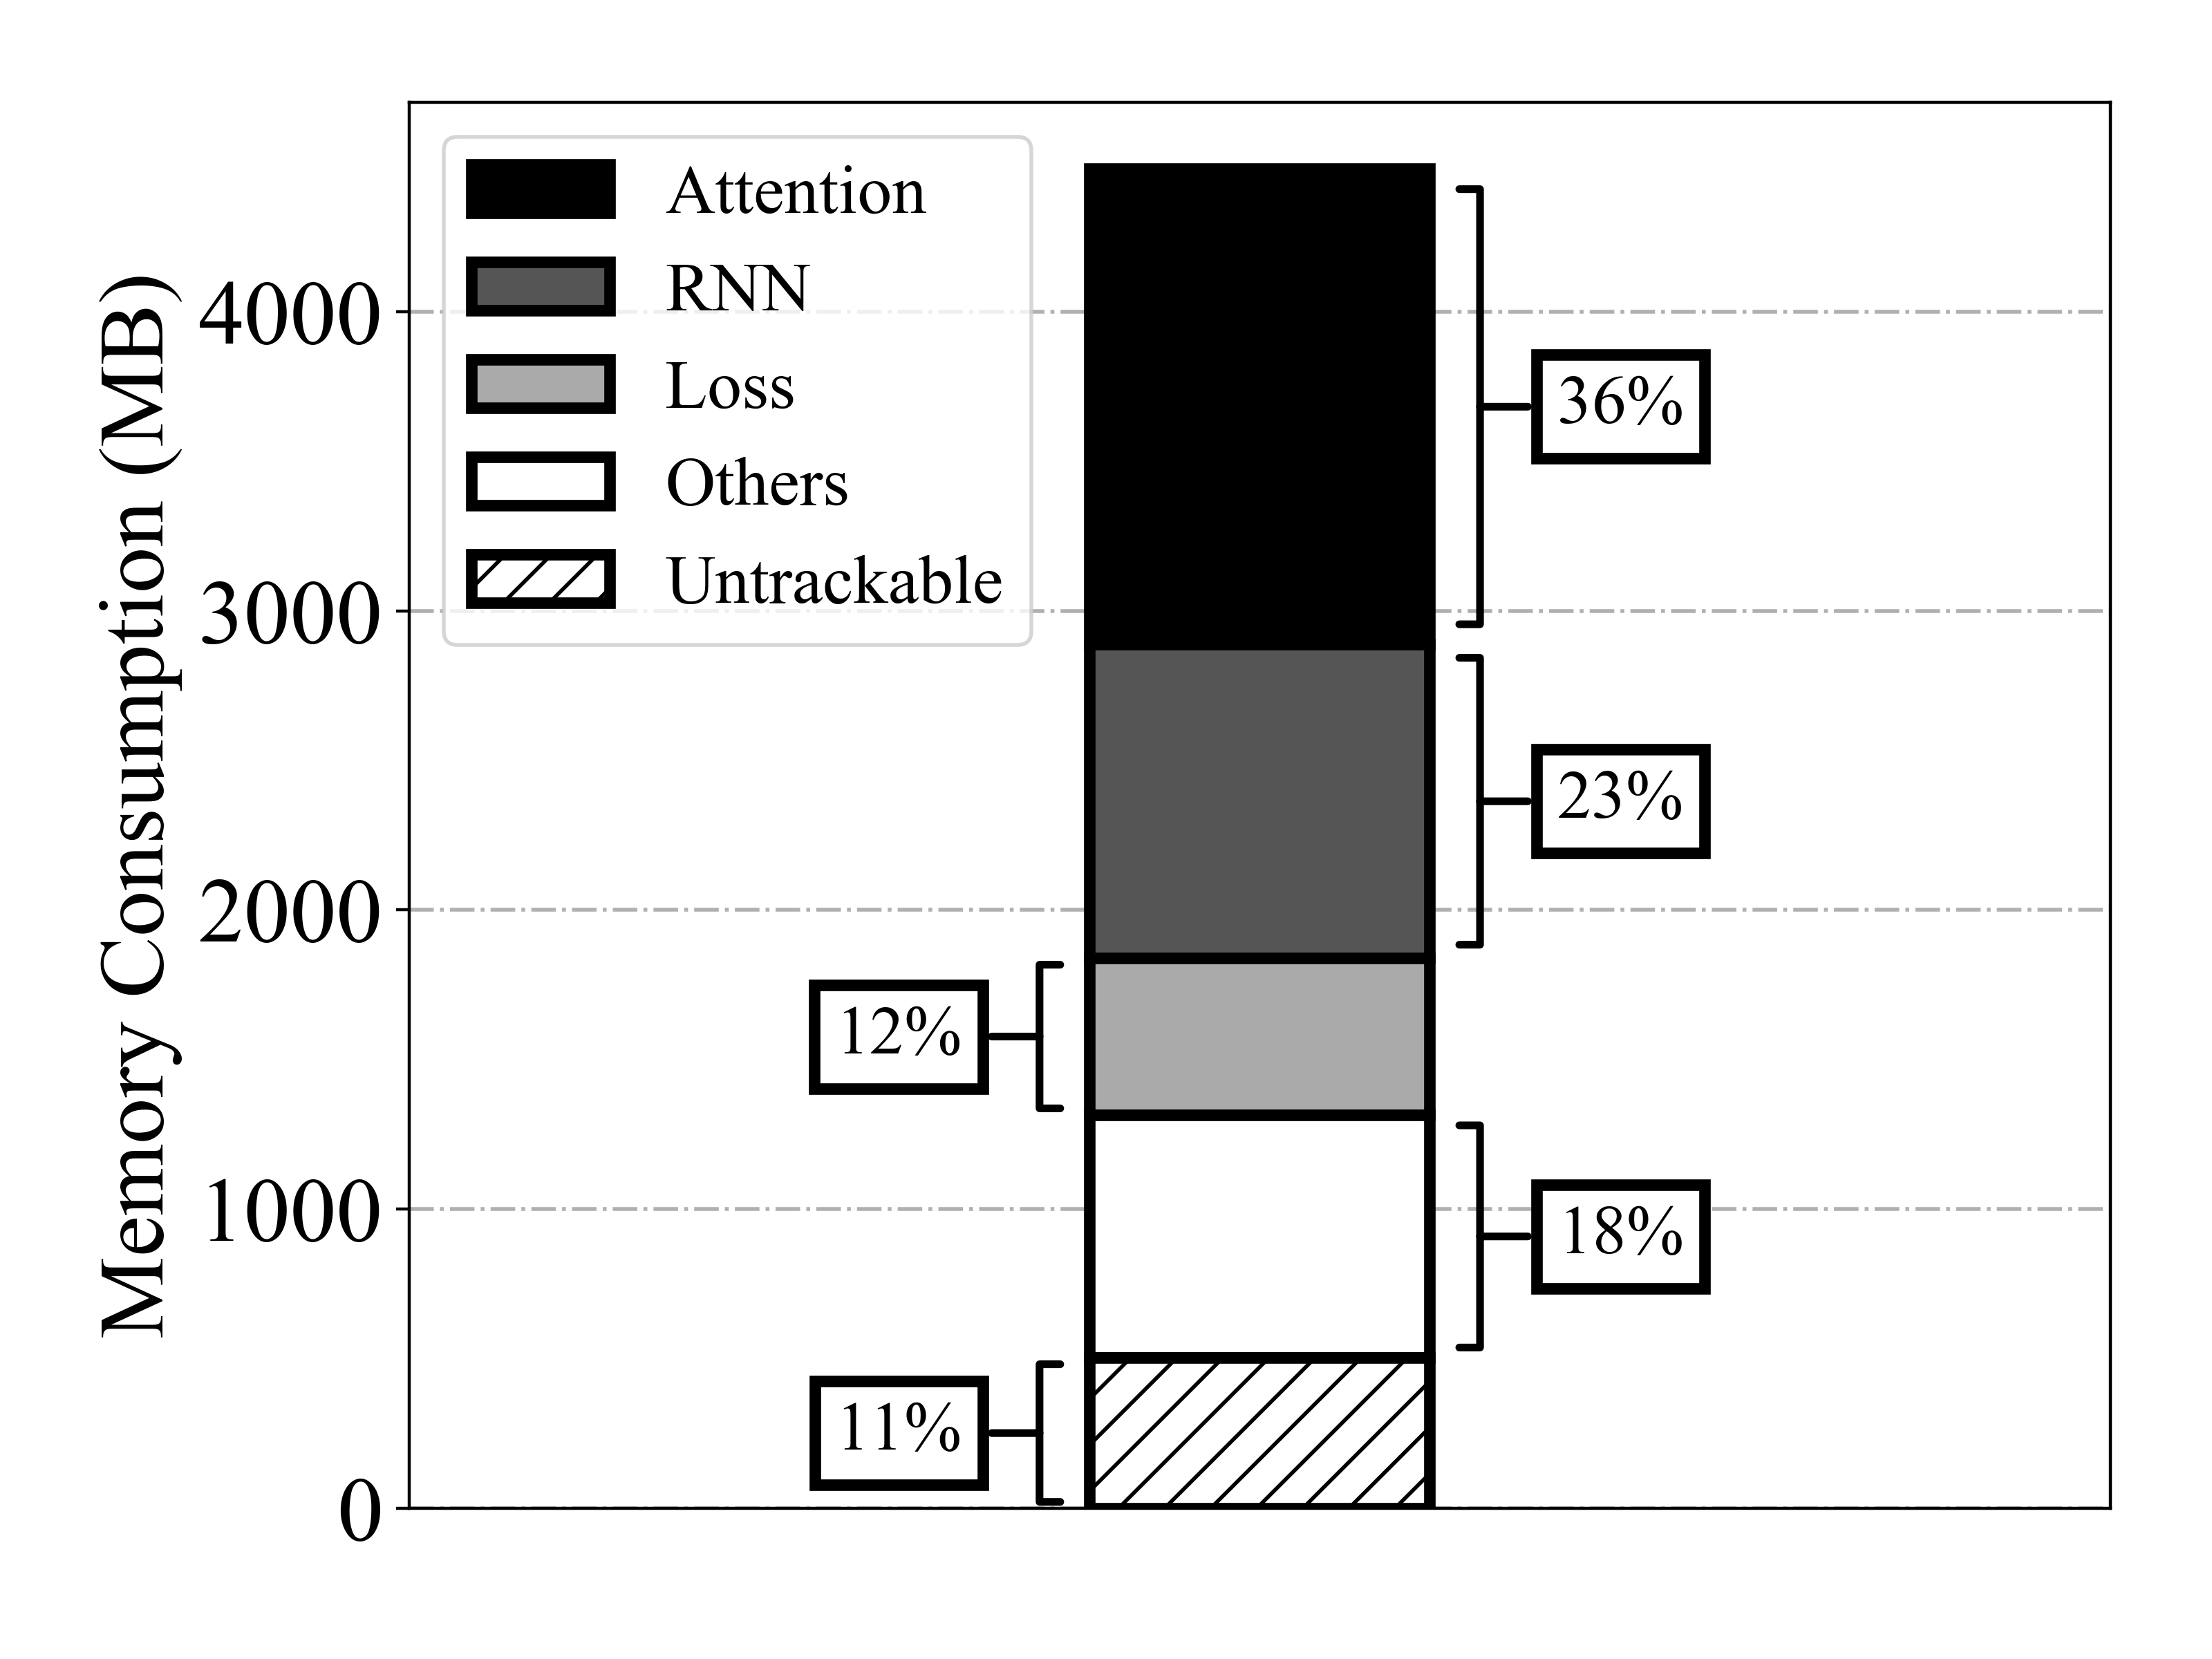 Memory Consumption (MB)
4000
3000
2000
1000
0
Attention
RNN
Loss
Others
Untrackable
36%
23%
12%
18%
11%